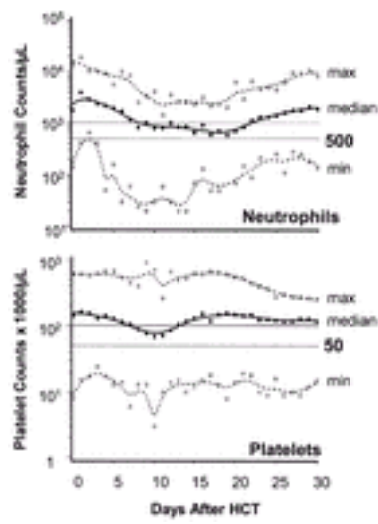 Neutrophil Counts/µL
10⁵
10⁴
max
median
10³
500
10²
min
10¹
Neutrophils
Platelet Counts x 1000/µL
10³
max
median
10²
50
10¹
min
Platelets
1
0 5 10 15 20 25 30
Days After HCT